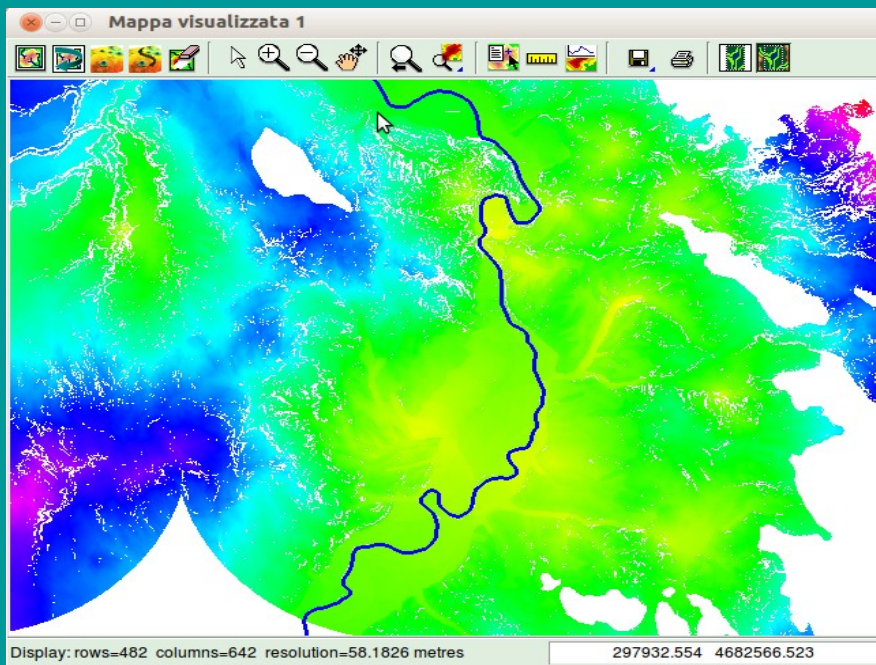 Mappa visualizzata 1
Display: rows=482 columns=642 resolution=58.1826 metres
297932.554 4682566.523